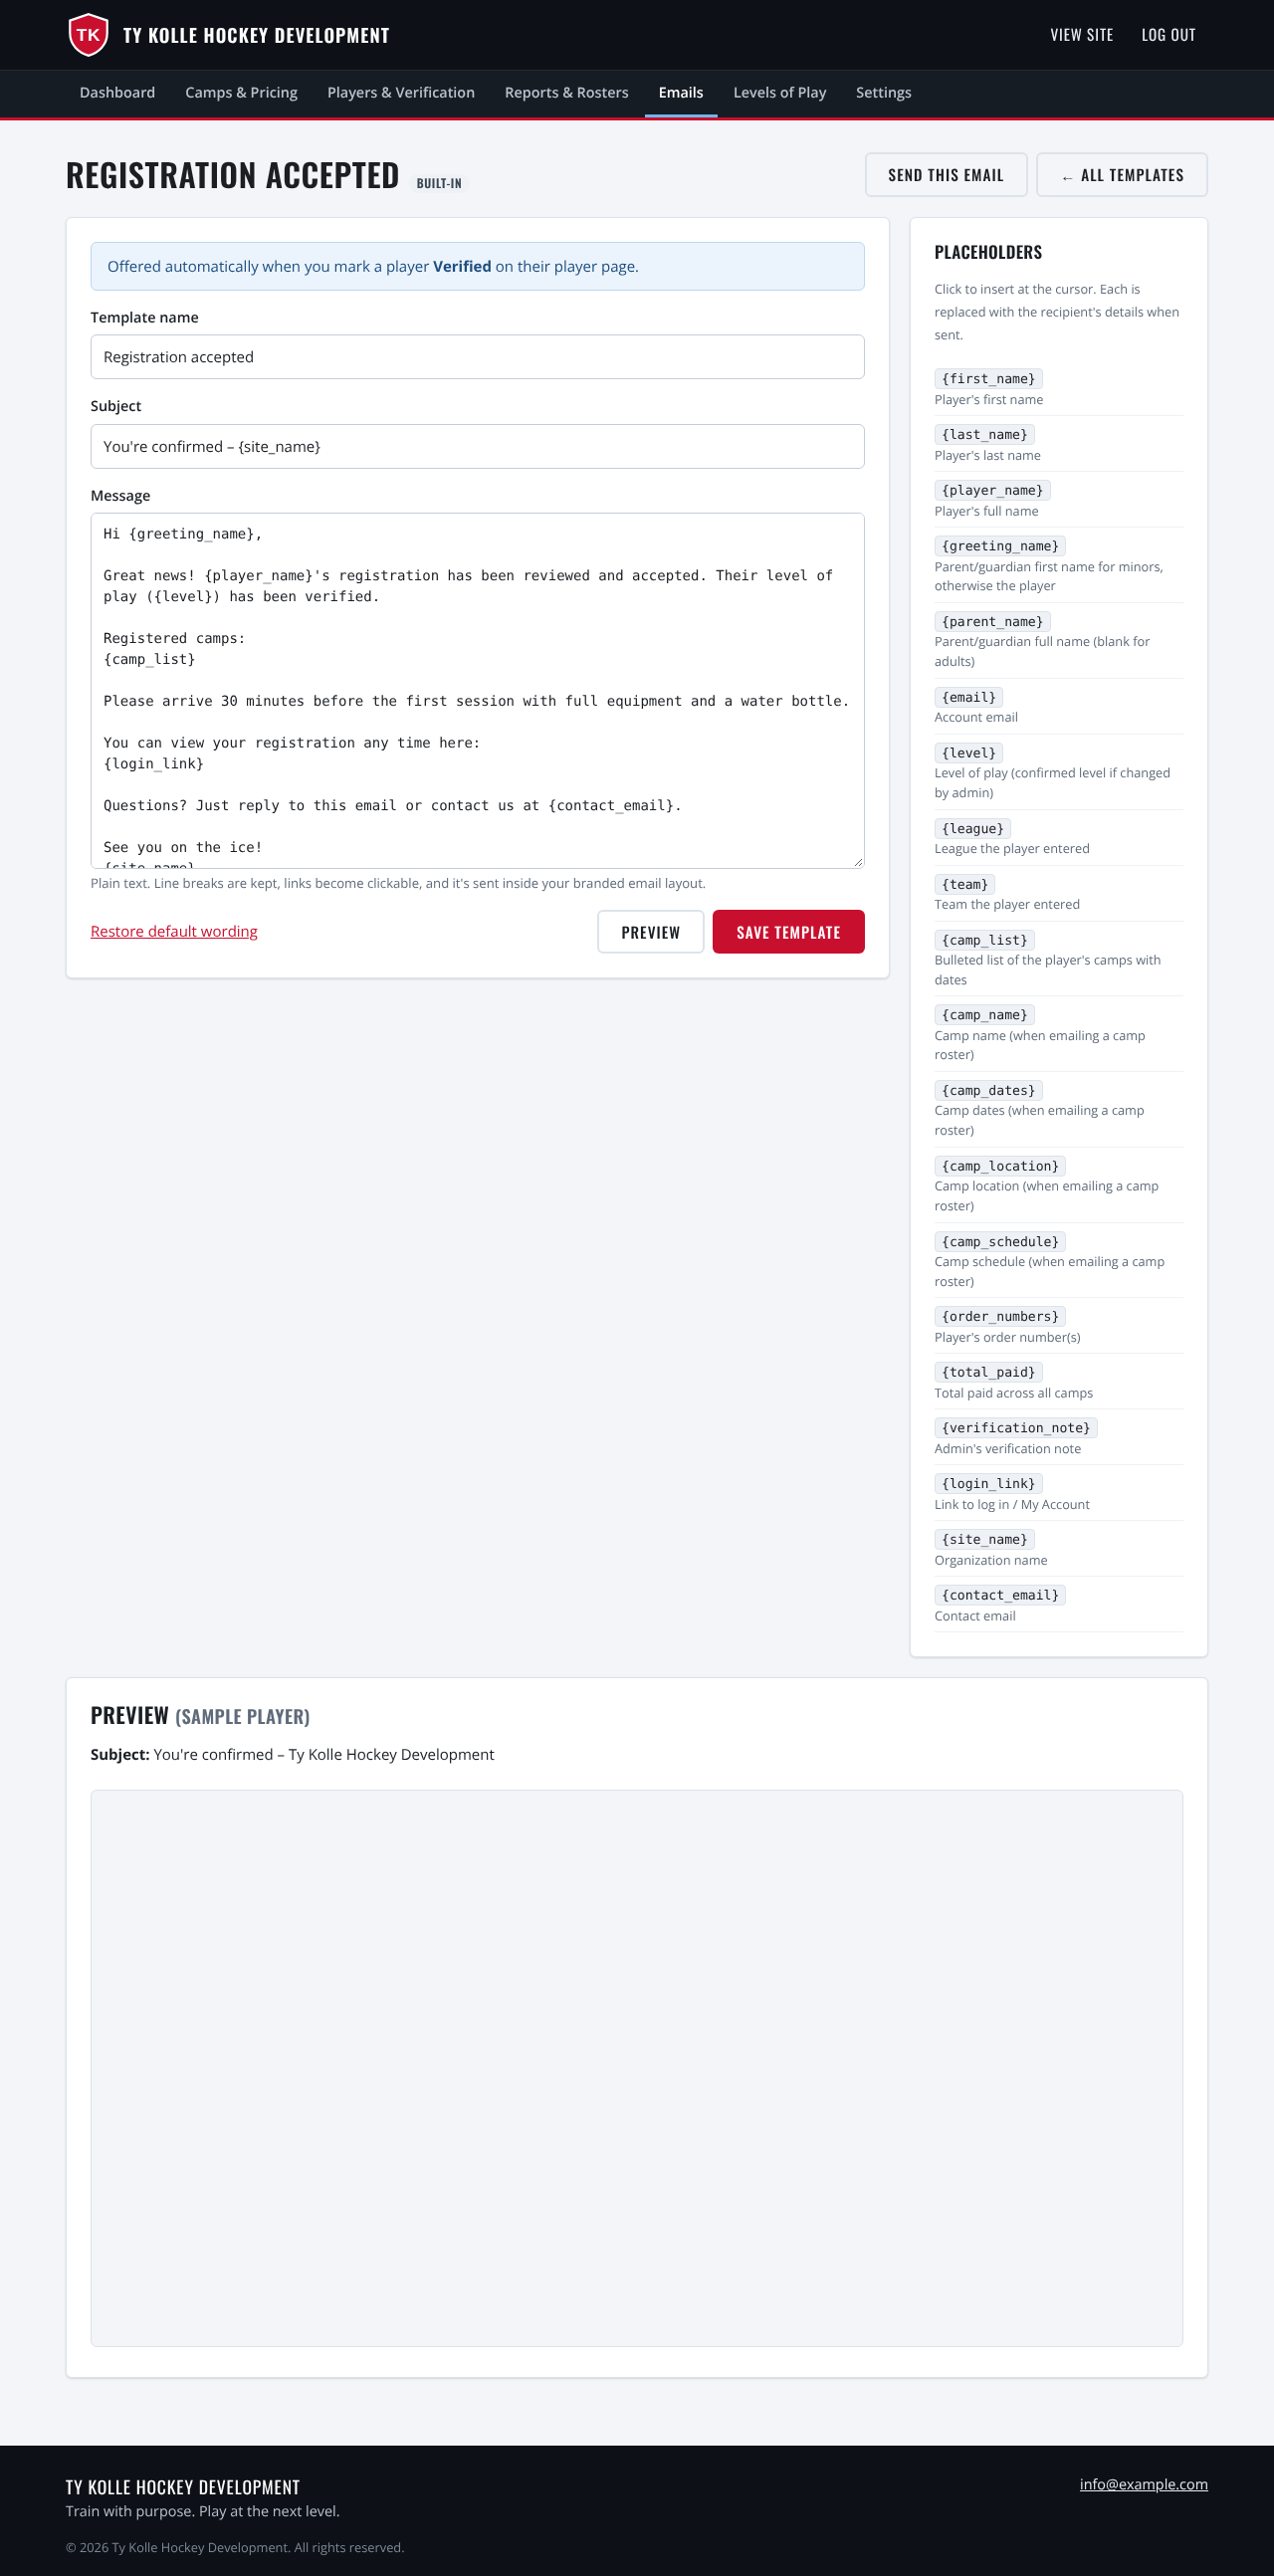 TK
TY KOLLE HOCKEY DEVELOPMENT
VIEW SITE
LOG OUT
Dashboard
Camps & Pricing
Players & Verification
Reports & Rosters
Emails
Levels of Play
Settings
REGISTRATION ACCEPTED
BUILT-IN
SEND THIS EMAIL
← ALL TEMPLATES
Offered automatically when you mark a player Verified on their player page.
Template name
Registration accepted
Subject
You're confirmed – {site_name}
Message
Hi {greeting_name},
Great news! {player_name}'s registration has been reviewed and accepted. Their level of
play ({level}) has been verified.
Registered camps:
{camp_list}
Please arrive 30 minutes before the first session with full equipment and a water bottle.
You can view your registration any time here:
{login_link}
Questions? Just reply to this email or contact us at {contact_email}.
See you on the ice!
{site_name}
Plain text. Line breaks are kept, links become clickable, and it's sent inside your branded email layout.
Restore default wording
PREVIEW
SAVE TEMPLATE
PLACEHOLDERS
Click to insert at the cursor. Each is
replaced with the recipient's details when
sent.
{first_name}
Player's first name
{last_name}
Player's last name
{player_name}
Player's full name
{greeting_name}
Parent/guardian first name for minors,
otherwise the player
{parent_name}
Parent/guardian full name (blank for
adults)
{email}
Account email
{level}
Level of play (confirmed level if changed
by admin)
{league}
League the player entered
{team}
Team the player entered
{camp_list}
Bulleted list of the player's camps with
dates
{camp_name}
Camp name (when emailing a camp
roster)
{camp_dates}
Camp dates (when emailing a camp
roster)
{camp_location}
Camp location (when emailing a camp
roster)
{camp_schedule}
Camp schedule (when emailing a camp
roster)
{order_numbers}
Player's order number(s)
{total_paid}
Total paid across all camps
{verification_note}
Admin's verification note
{login_link}
Link to log in / My Account
{site_name}
Organization name
{contact_email}
Contact email
PREVIEW (SAMPLE PLAYER)
Subject: You're confirmed – Ty Kolle Hockey Development
TY KOLLE HOCKEY DEVELOPMENT
Train with purpose. Play at the next level.
info@example.com
© 2026 Ty Kolle Hockey Development. All rights reserved.